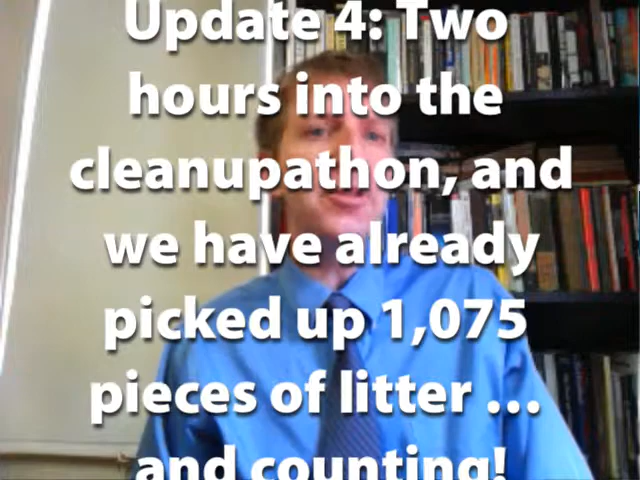 Update 4: Two
hours into the
cleanupathon, and
we have already
picked up 1,075
pieces of litter ...
and counting!